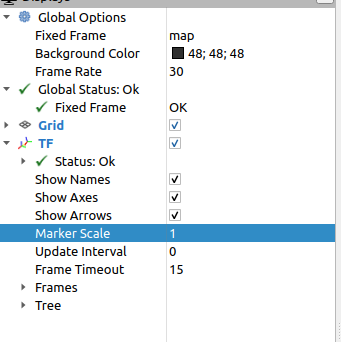 Global Options
Fixed Frame map
Background Color 48; 48; 48
Frame Rate 30
Global Status: Ok
Fixed Frame OK
Grid
TF
Status: Ok
Show Names
Show Axes
Show Arrows
Marker Scale 1
Update Interval 0
Frame Timeout 15
Frames
Tree